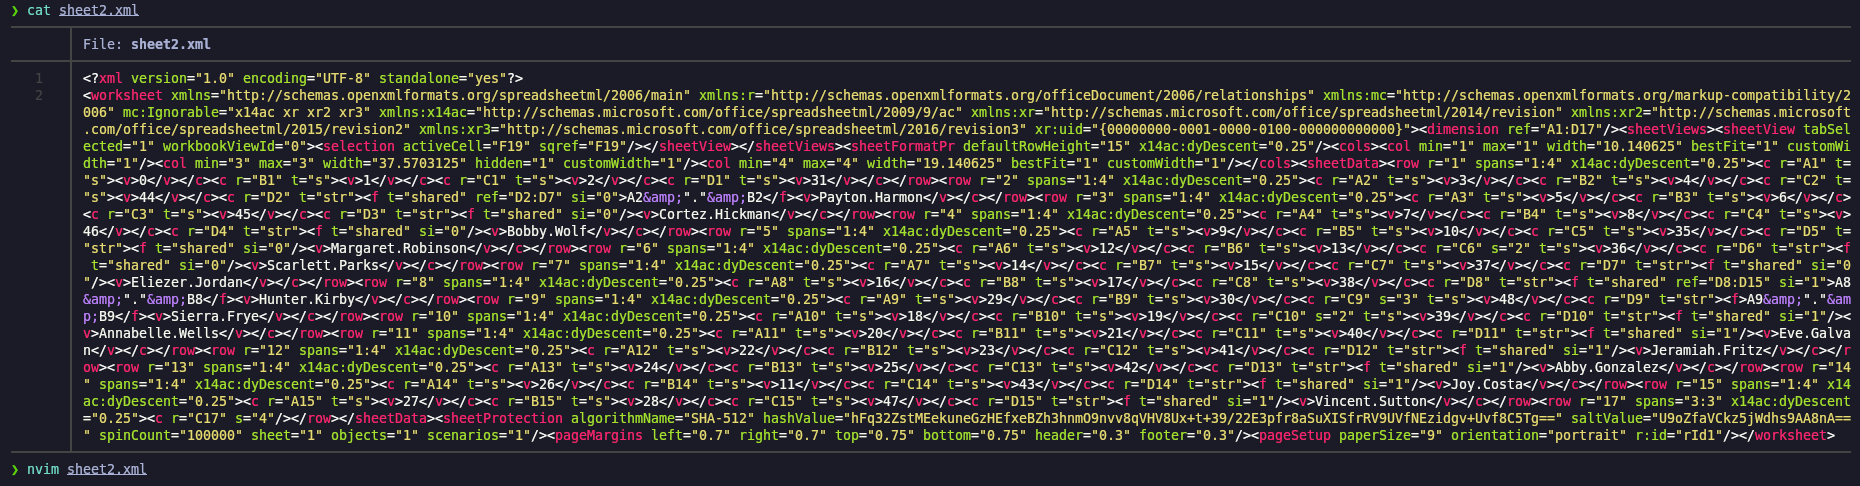 ❯ cat sheet2.xml
File: sheet2.xml
1 <?xml version="1.0" encoding="UTF-8" standalone="yes"?>
2 <worksheet xmlns="http://schemas.openxmlformats.org/spreadsheetml/2006/main" xmlns:r="http://schemas.openxmlformats.org/officeDocument/2006/relationships" xmlns:mc="http://schemas.openxmlformats.org/markup-compatibility/2
006" mc:Ignorable="x14ac xr xr2 xr3" xmlns:x14ac="http://schemas.microsoft.com/office/spreadsheetml/2009/9/ac" xmlns:xr="http://schemas.microsoft.com/office/spreadsheetml/2014/revision" xmlns:xr2="http://schemas.microsoft
.com/office/spreadsheetml/2015/revision2" xmlns:xr3="http://schemas.microsoft.com/office/spreadsheetml/2016/revision3" xr:uid="{00000000-0001-0000-0100-000000000000}"><dimension ref="A1:D17"/><sheetViews><sheetView tabSel
ected="1" workbookViewId="0"><selection activeCell="F19" sqref="F19"/></sheetView></sheetViews><sheetFormatPr defaultRowHeight="15" x14ac:dyDescent="0.25"/><cols><col min="1" max="1" width="10.140625" bestFit="1" customWi
dth="1"/><col min="3" max="3" width="37.5703125" hidden="1" customWidth="1"/><col min="4" max="4" width="19.140625" bestFit="1" customWidth="1"/></cols><sheetData><row r="1" spans="1:4" x14ac:dyDescent="0.25"><c r="A1" t=
"s"><v>0</v></c><c r="B1" t="s"><v>1</v></c><c r="C1" t="s"><v>2</v></c><c r="D1" t="s"><v>31</v></c></row><row r="2" spans="1:4" x14ac:dyDescent="0.25"><c r="A2" t="s"><v>3</v></c><c r="B2" t="s"><v>4</v></c><c r="C2" t=
"s"><v>44</v></c><c r="D2" t="str"><f t="shared" ref="D2:D7" si="0">A2&amp;"."&amp;B2</f><v>Payton.Harmon</v></c></row><row r="3" spans="1:4" x14ac:dyDescent="0.25"><c r="A3" t="s"><v>5</v></c><c r="B3" t="s"><v>6</v></c>
<c r="C3" t="s"><v>45</v></c><c r="D3" t="str"><f t="shared" si="0"/><v>Cortez.Hickman</v></c></row><row r="4" spans="1:4" x14ac:dyDescent="0.25"><c r="A4" t="s"><v>7</v></c><c r="B4" t="s"><v>8</v></c><c r="C4" t="s"><v>
46</v></c><c r="D4" t="str"><f t="shared" si="0"/><v>Bobby.Wolf</v></c></row><row r="5" spans="1:4" x14ac:dyDescent="0.25"><c r="A5" t="s"><v>9</v></c><c r="B5" t="s"><v>10</v></c><c r="C5" t="s"><v>35</v></c><c r="D5" t=
"str"><f t="shared" si="0"/><v>Margaret.Robinson</v></c></row><row r="6" spans="1:4" x14ac:dyDescent="0.25"><c r="A6" t="s"><v>12</v></c><c r="B6" t="s"><v>13</v></c><c r="C6" s="2" t="s"><v>36</v></c><c r="D6" t="str"><f
 t="shared" si="0"/><v>Scarlett.Parks</v></c></row><row r="7" spans="1:4" x14ac:dyDescent="0.25"><c r="A7" t="s"><v>14</v></c><c r="B7" t="s"><v>15</v></c><c r="C7" t="s"><v>37</v></c><c r="D7" t="str"><f t="shared" si="0
"/><v>Eliezer.Jordan</v></c></row><row r="8" spans="1:4" x14ac:dyDescent="0.25"><c r="A8" t="s"><v>16</v></c><c r="B8" t="s"><v>17</v></c><c r="C8" t="s"><v>38</v></c><c r="D8" t="str"><f t="shared" ref="D8:D15" si="1">A8
&amp;"."&amp;B8</f><v>Hunter.Kirby</v></c></row><row r="9" spans="1:4" x14ac:dyDescent="0.25"><c r="A9" t="s"><v>29</v></c><c r="B9" t="s"><v>30</v></c><c r="C9" s="3" t="s"><v>48</v></c><c r="D9" t="str"><f>A9&amp;"."&am
p;B9</f><v>Sierra.Frye</v></c></row><row r="10" spans="1:4" x14ac:dyDescent="0.25"><c r="A10" t="s"><v>18</v></c><c r="B10" t="s"><v>19</v></c><c r="C10" s="2" t="s"><v>39</v></c><c r="D10" t="str"><f t="shared" si="1"/><
v>Annabelle.Wells</v></c></row><row r="11" spans="1:4" x14ac:dyDescent="0.25"><c r="A11" t="s"><v>20</v></c><c r="B11" t="s"><v>21</v></c><c r="C11" t="s"><v>40</v></c><c r="D11" t="str"><f t="shared" si="1"/><v>Eve.Galva
n</v></c></row><row r="12" spans="1:4" x14ac:dyDescent="0.25"><c r="A12" t="s"><v>22</v></c><c r="B12" t="s"><v>23</v></c><c r="C12" t="s"><v>41</v></c><c r="D12" t="str"><f t="shared" si="1"/><v>Jeramiah.Fritz</v></c></r
ow><row r="13" spans="1:4" x14ac:dyDescent="0.25"><c r="A13" t="s"><v>24</v></c><c r="B13" t="s"><v>25</v></c><c r="C13" t="s"><v>42</v></c><c r="D13" t="str"><f t="shared" si="1"/><v>Abby.Gonzalez</v></c></row><row r="14
" spans="1:4" x14ac:dyDescent="0.25"><c r="A14" t="s"><v>26</v></c><c r="B14" t="s"><v>11</v></c><c r="C14" t="s"><v>43</v></c><c r="D14" t="str"><f t="shared" si="1"/><v>Joy.Costa</v></c></row><row r="15" spans="1:4" x14
ac:dyDescent="0.25"><c r="A15" t="s"><v>27</v></c><c r="B15" t="s"><v>28</v></c><c r="C15" t="s"><v>47</v></c><c r="D15" t="str"><f t="shared" si="1"/><v>Vincent.Sutton</v></c></row><row r="17" spans="3:3" x14ac:dyDescent
="0.25"><c r="C17" s="4"/></row></sheetData><sheetProtection algorithmName="SHA-512" hashValue="hFq32ZstMEekuneGzHEfxeBZh3hnmO9nvv8qVHV8Ux+t+39/22E3pfr8aSuXISfrRV9UVfNEzidgv+Uvf8C5Tg==" saltValue="U9oZfaVCkz5jWdhs9AA8nA==
" spinCount="100000" sheet="1" objects="1" scenarios="1"/><pageMargins left="0.7" right="0.7" top="0.75" bottom="0.75" header="0.3" footer="0.3"/><pageSetup paperSize="9" orientation="portrait" r:id="rId1"/></worksheet>
❯ nvim sheet2.xml